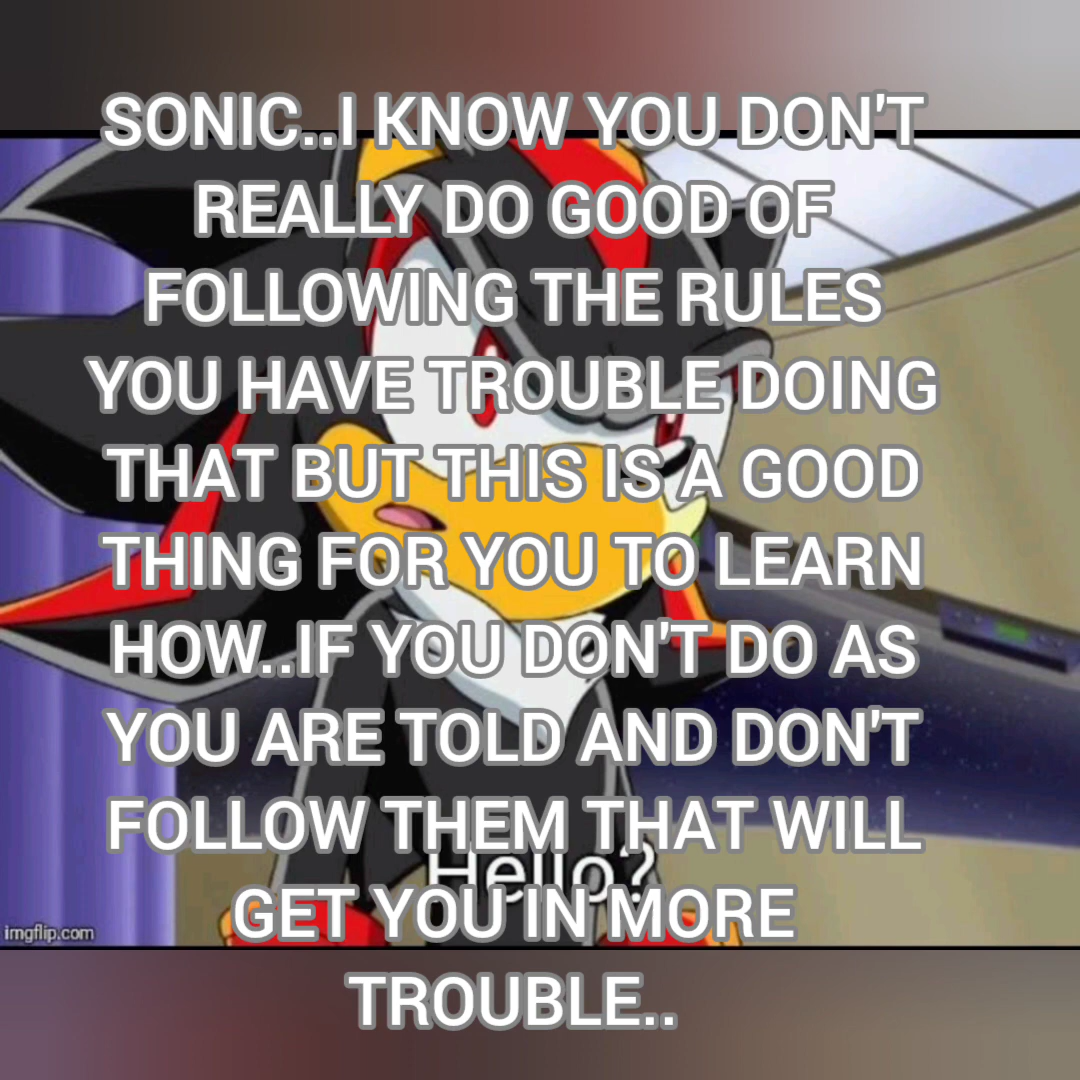 SONIC..I KNOW YOU DON'T
REALLY DO GOOD OF
FOLLOWING THE RULES
YOU HAVE TROUBLE DOING
THAT BUT THIS IS A GOOD
THING FOR YOU TO LEARN
HOW..IF YOU DON'T DO AS
YOU ARE TOLD AND DON'T
FOLLOW THEM THAT WILL
Hello?
GET YOU IN MORE
imgflip.com
TROUBLE..